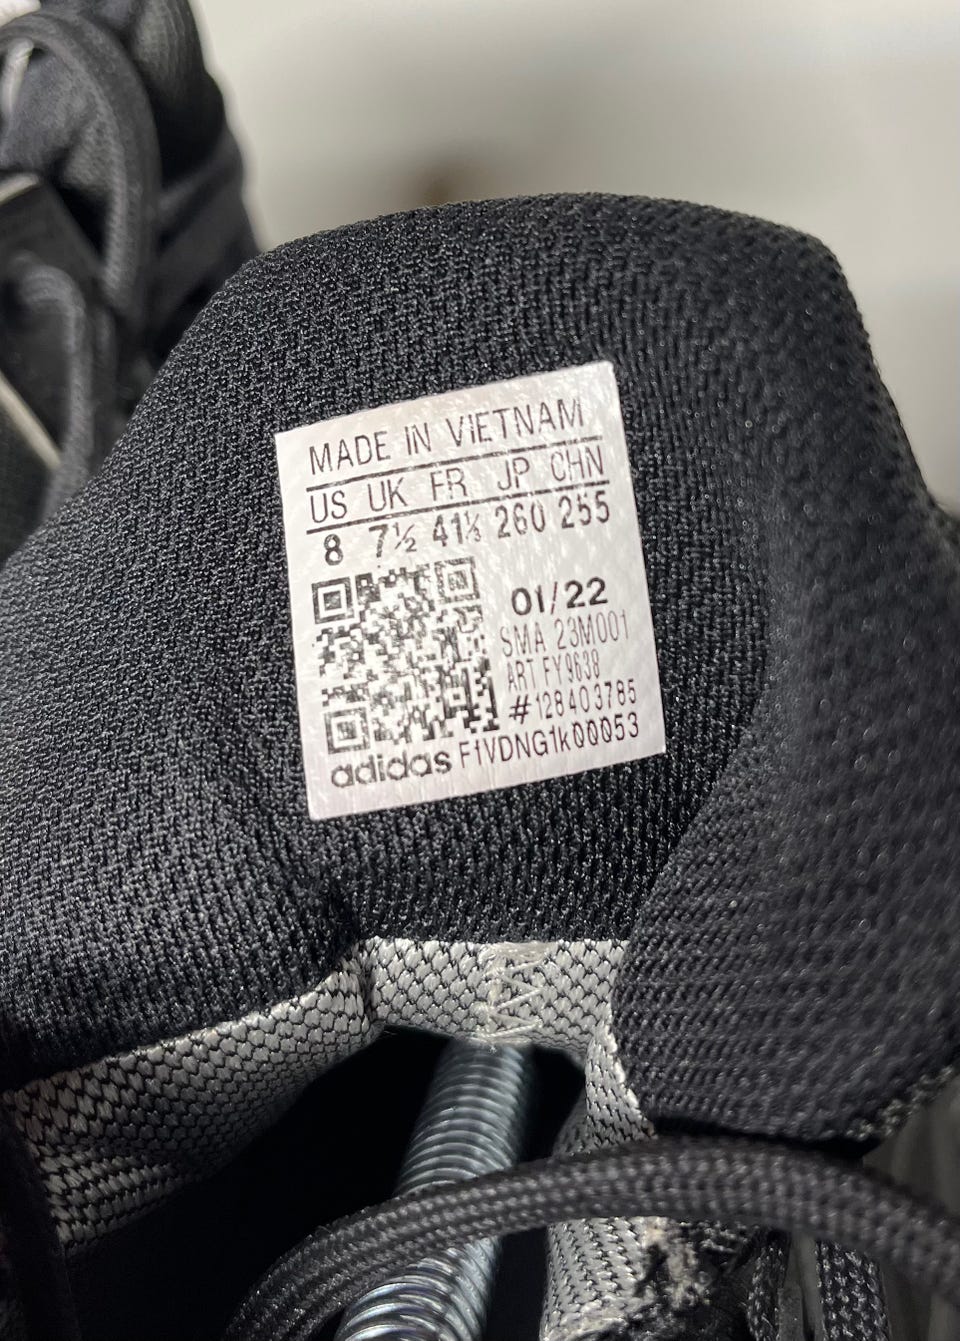 MADE IN VIETNAM
US UK FR JP CHN
8 7½ 41⅓ 260 255
01/22
SMA 23M001
ART FY9638
#128403785
adidas F1VDNG1k00053